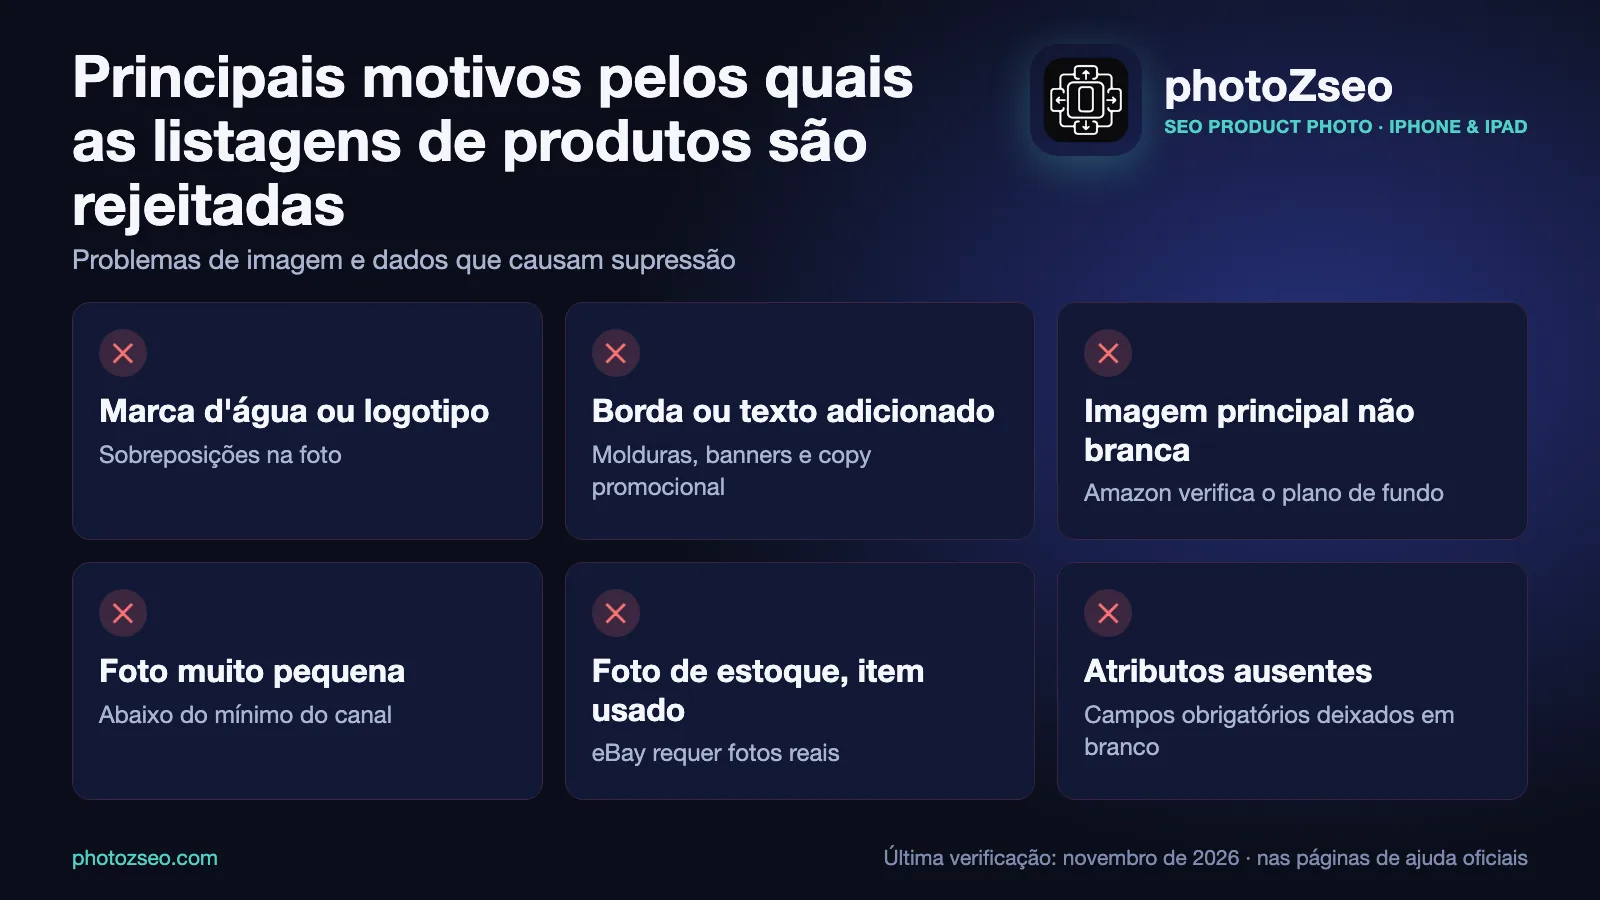 Principais motivos pelos quais
as listagens de produtos são
rejeitadas
Problemas de imagem e dados que causam supressão
photoZseo
SEO PRODUCT PHOTO · IPHONE & IPAD
Marca d'água ou logotipo
Sobreposições na foto
Borda ou texto adicionado
Molduras, banners e copy
promocional
Imagem principal não
branca
Amazon verifica o plano de fundo
Foto muito pequena
Abaixo do mínimo do canal
Foto de estoque, item
usado
eBay requer fotos reais
Atributos ausentes
Campos obrigatórios deixados em
branco
photozseo.com
Última verificação: novembro de 2026 · nas páginas de ajuda oficiais